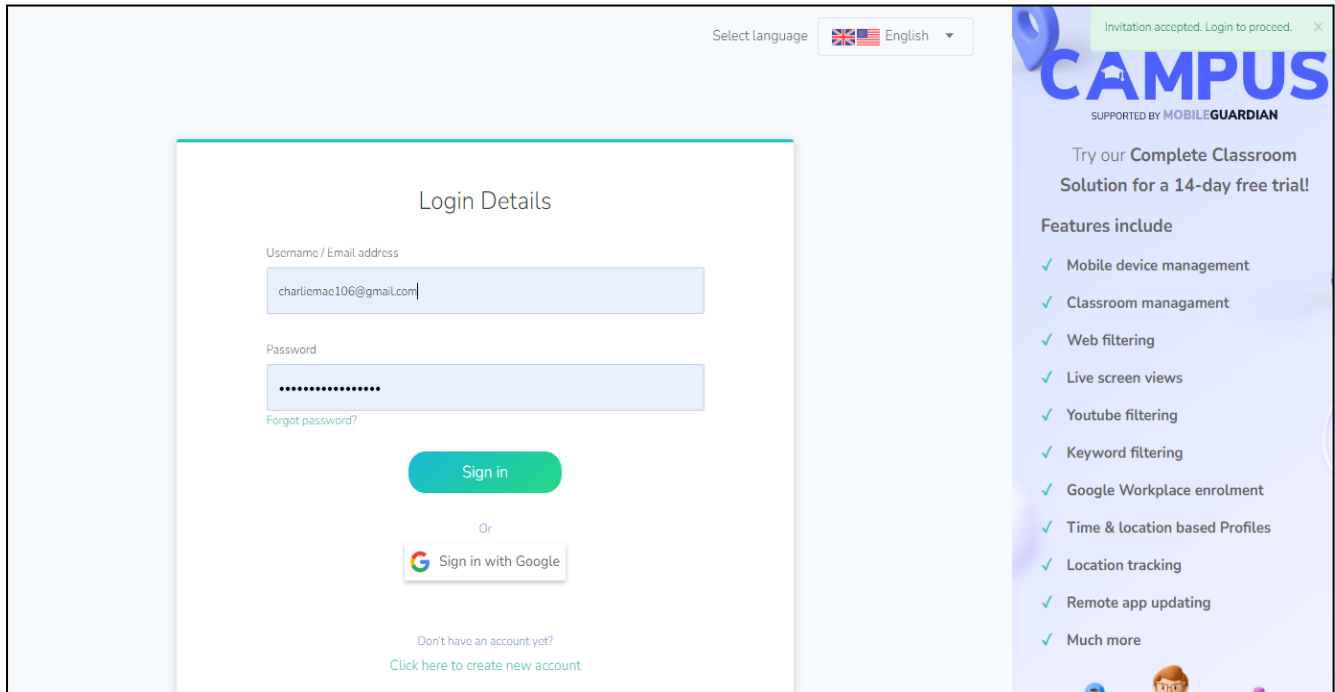 Select language
English
Invitation accepted. Login to proceed.
CAMPUS
SUPPORTED BY MOBILEGUARDIAN
Try our Complete Classroom
Solution for a 14-day free trial!
Features include
Mobile device management
Classroom managament
Web filtering
Live screen views
Youtube filtering
Keyword filtering
Google Workplace enrolment
Time & location based Profiles
Location tracking
Remote app updating
Much more
Login Details
Username / Email address
charliemae106@gmail.com
Password
•••••••••••••••••
Forgot password?
Sign in
Or
Sign in with Google
Don't have an account yet?
Click here to create new account